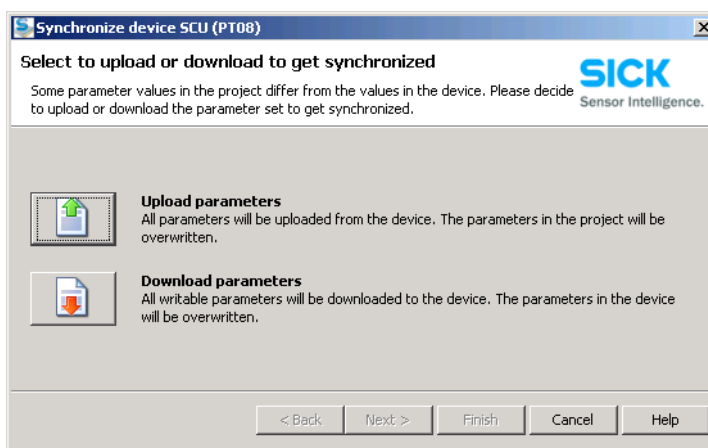 Synchronize device SCU (PT08)
Select to upload or download to get synchronized
Some parameter values in the project differ from the values in the device. Please decide
to upload or download the parameter set to get synchronized.
SICK
Sensor Intelligence.
Upload parameters
All parameters will be uploaded from the device. The parameters in the project will be
overwritten.
Download parameters
All writable parameters will be downloaded to the device. The parameters in the device
will be overwritten.
< Back Next > Finish Cancel Help